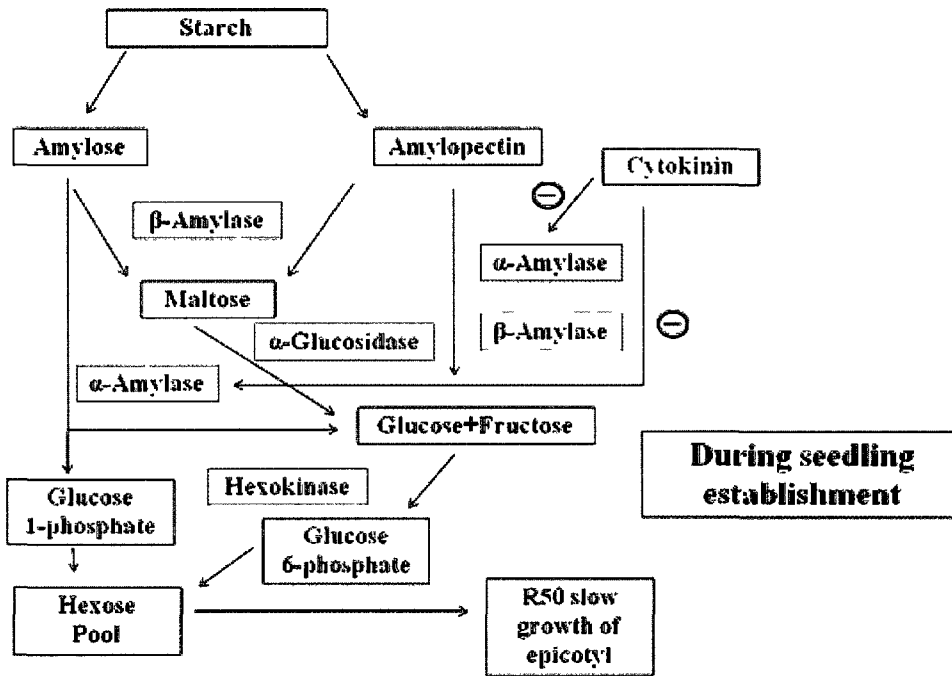 Starch
Amylose
Amylopectin
Cytokinin
β-Amylase
α-Amylase
Maltose
β-Amylase
α-Glucosidase
α-Amylase
Glucose+Fructose
During seedling
establishment
Hexokinase
Glucose
1-phosphate
Glucose
6-phosphate
Hexose
Pool
R50 slow
growth of
epicotyl